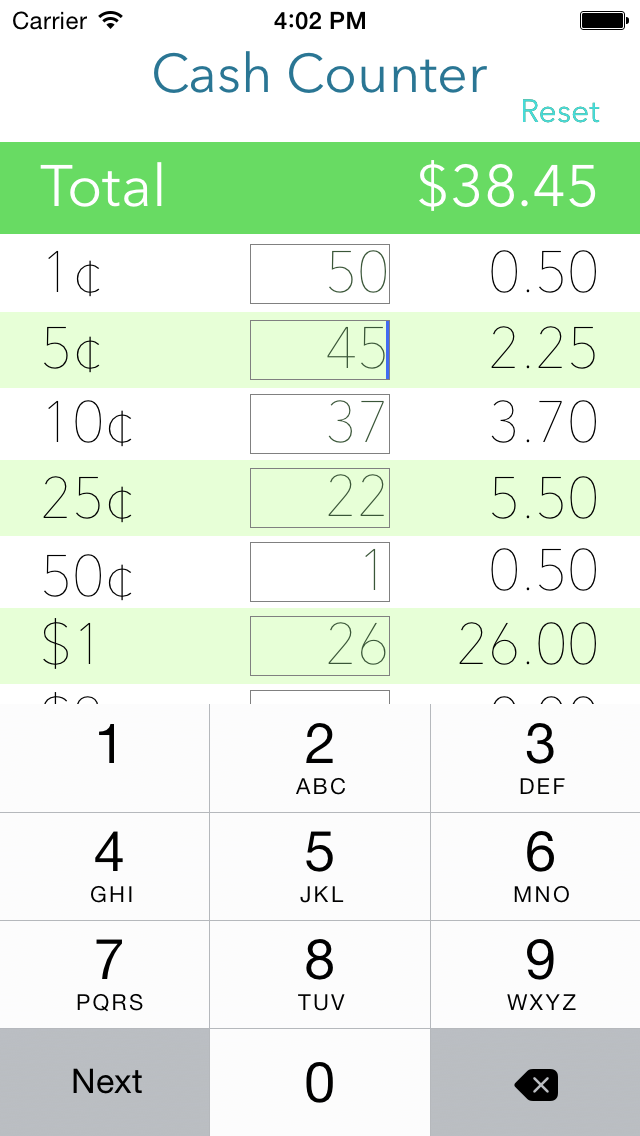 Carrier 4:02 PM
Cash Counter
Reset
Total $38.45
1¢ 50 0.50
5¢ 45 2.25
10¢ 37 3.70
25¢ 22 5.50
50¢ 1 0.50
$1 26 26.00
1 2 3
ABC DEF
4 5 6
GHI JKL MNO
7 8 9
PQRS TUV WXYZ
Next 0